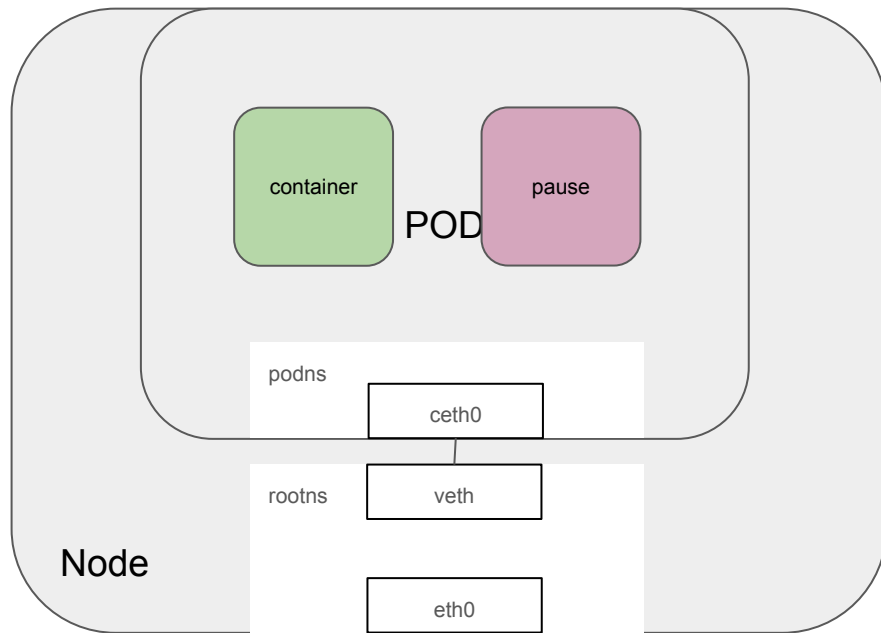 container
pause
POD
podns
ceth0
rootns
veth
Node
eth0